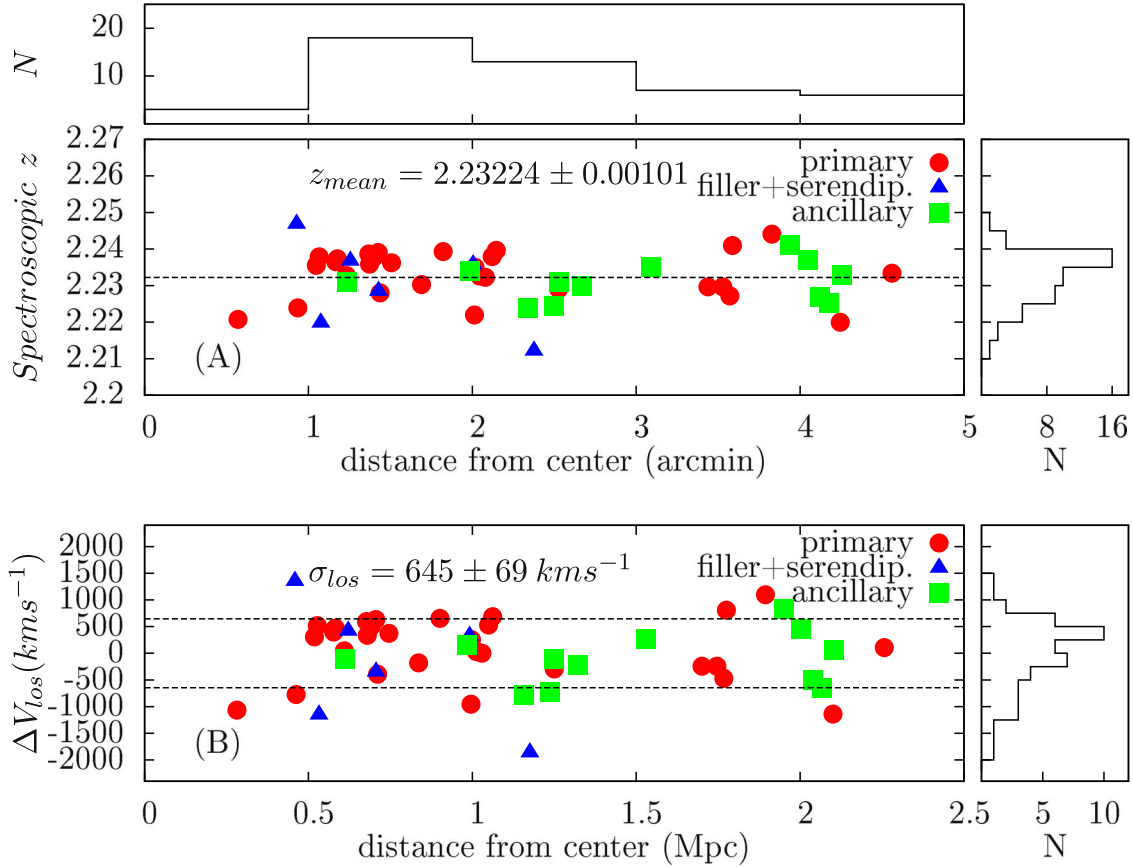 N
20
10
Spectroscopic z
2.27
2.26
2.25
2.24
2.23
2.22
2.21
2.2
z_mean = 2.23224 ± 0.00101
primary
filler+serendip.
ancillary
(A)
0 1 2 3 4 5
distance from center (arcmin)
8 16
N
ΔV_los(kms^−1)
2000
1500
1000
500
0
-500
-1000
-1500
-2000
σ_los = 645 ± 69 kms^−1
primary
filler+serendip.
ancillary
(B)
0 0.5 1 1.5 2 2.5
distance from center (Mpc)
5 10
N